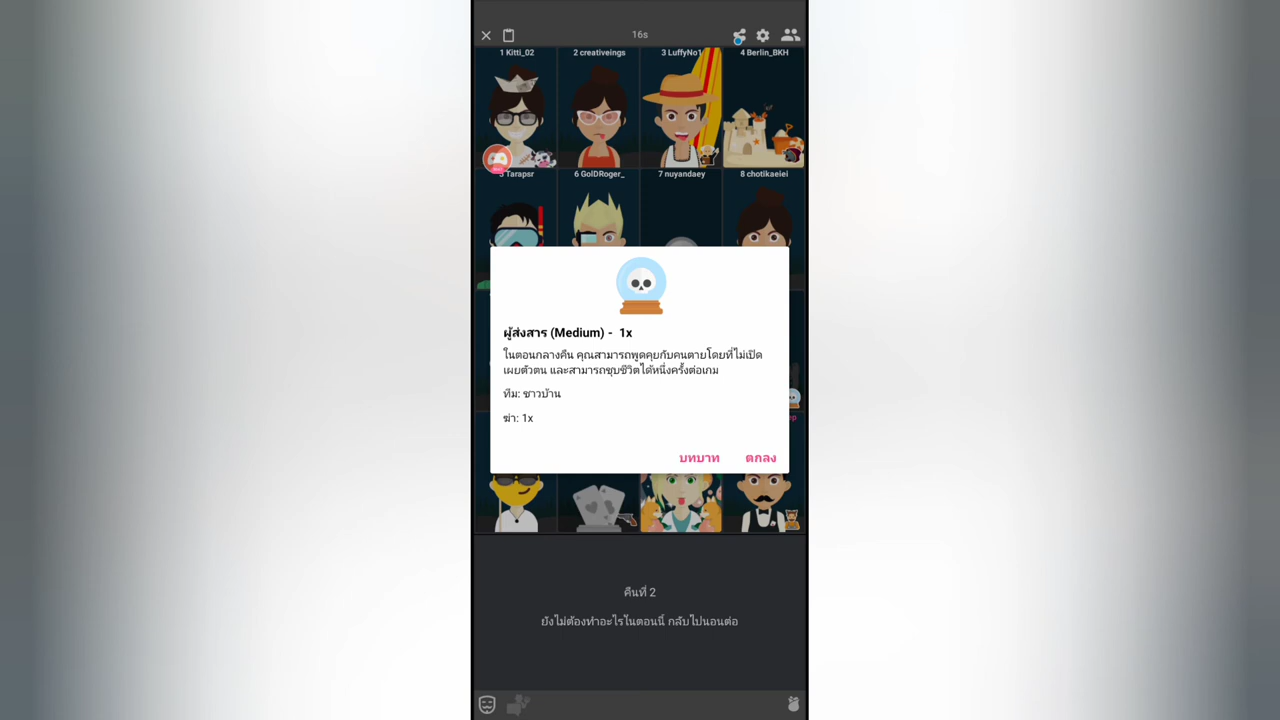 16s
1 Kitti_02
2 creativeings
3 LuffyNo1
4 Berlin_BKH
5 Tarapsr
6 GolDRoger_
7 nuyandaey
8 chotikaeiei
ผู้ส่งสาร (Medium) - 1x
ในตอนกลางคืน คุณสามารถพูดคุยกับคนตายโดยที่ไม่เปิด
เผยตัวตน และสามารถชุบชีวิตได้หนึ่งครั้งต่อเกม
ทีม: ชาวบ้าน
ฆ่า: 1x
บทบาท
ตกลง
คืนที่ 2
ยังไม่ต้องทำอะไรในตอนนี้ กลับไปนอนต่อ